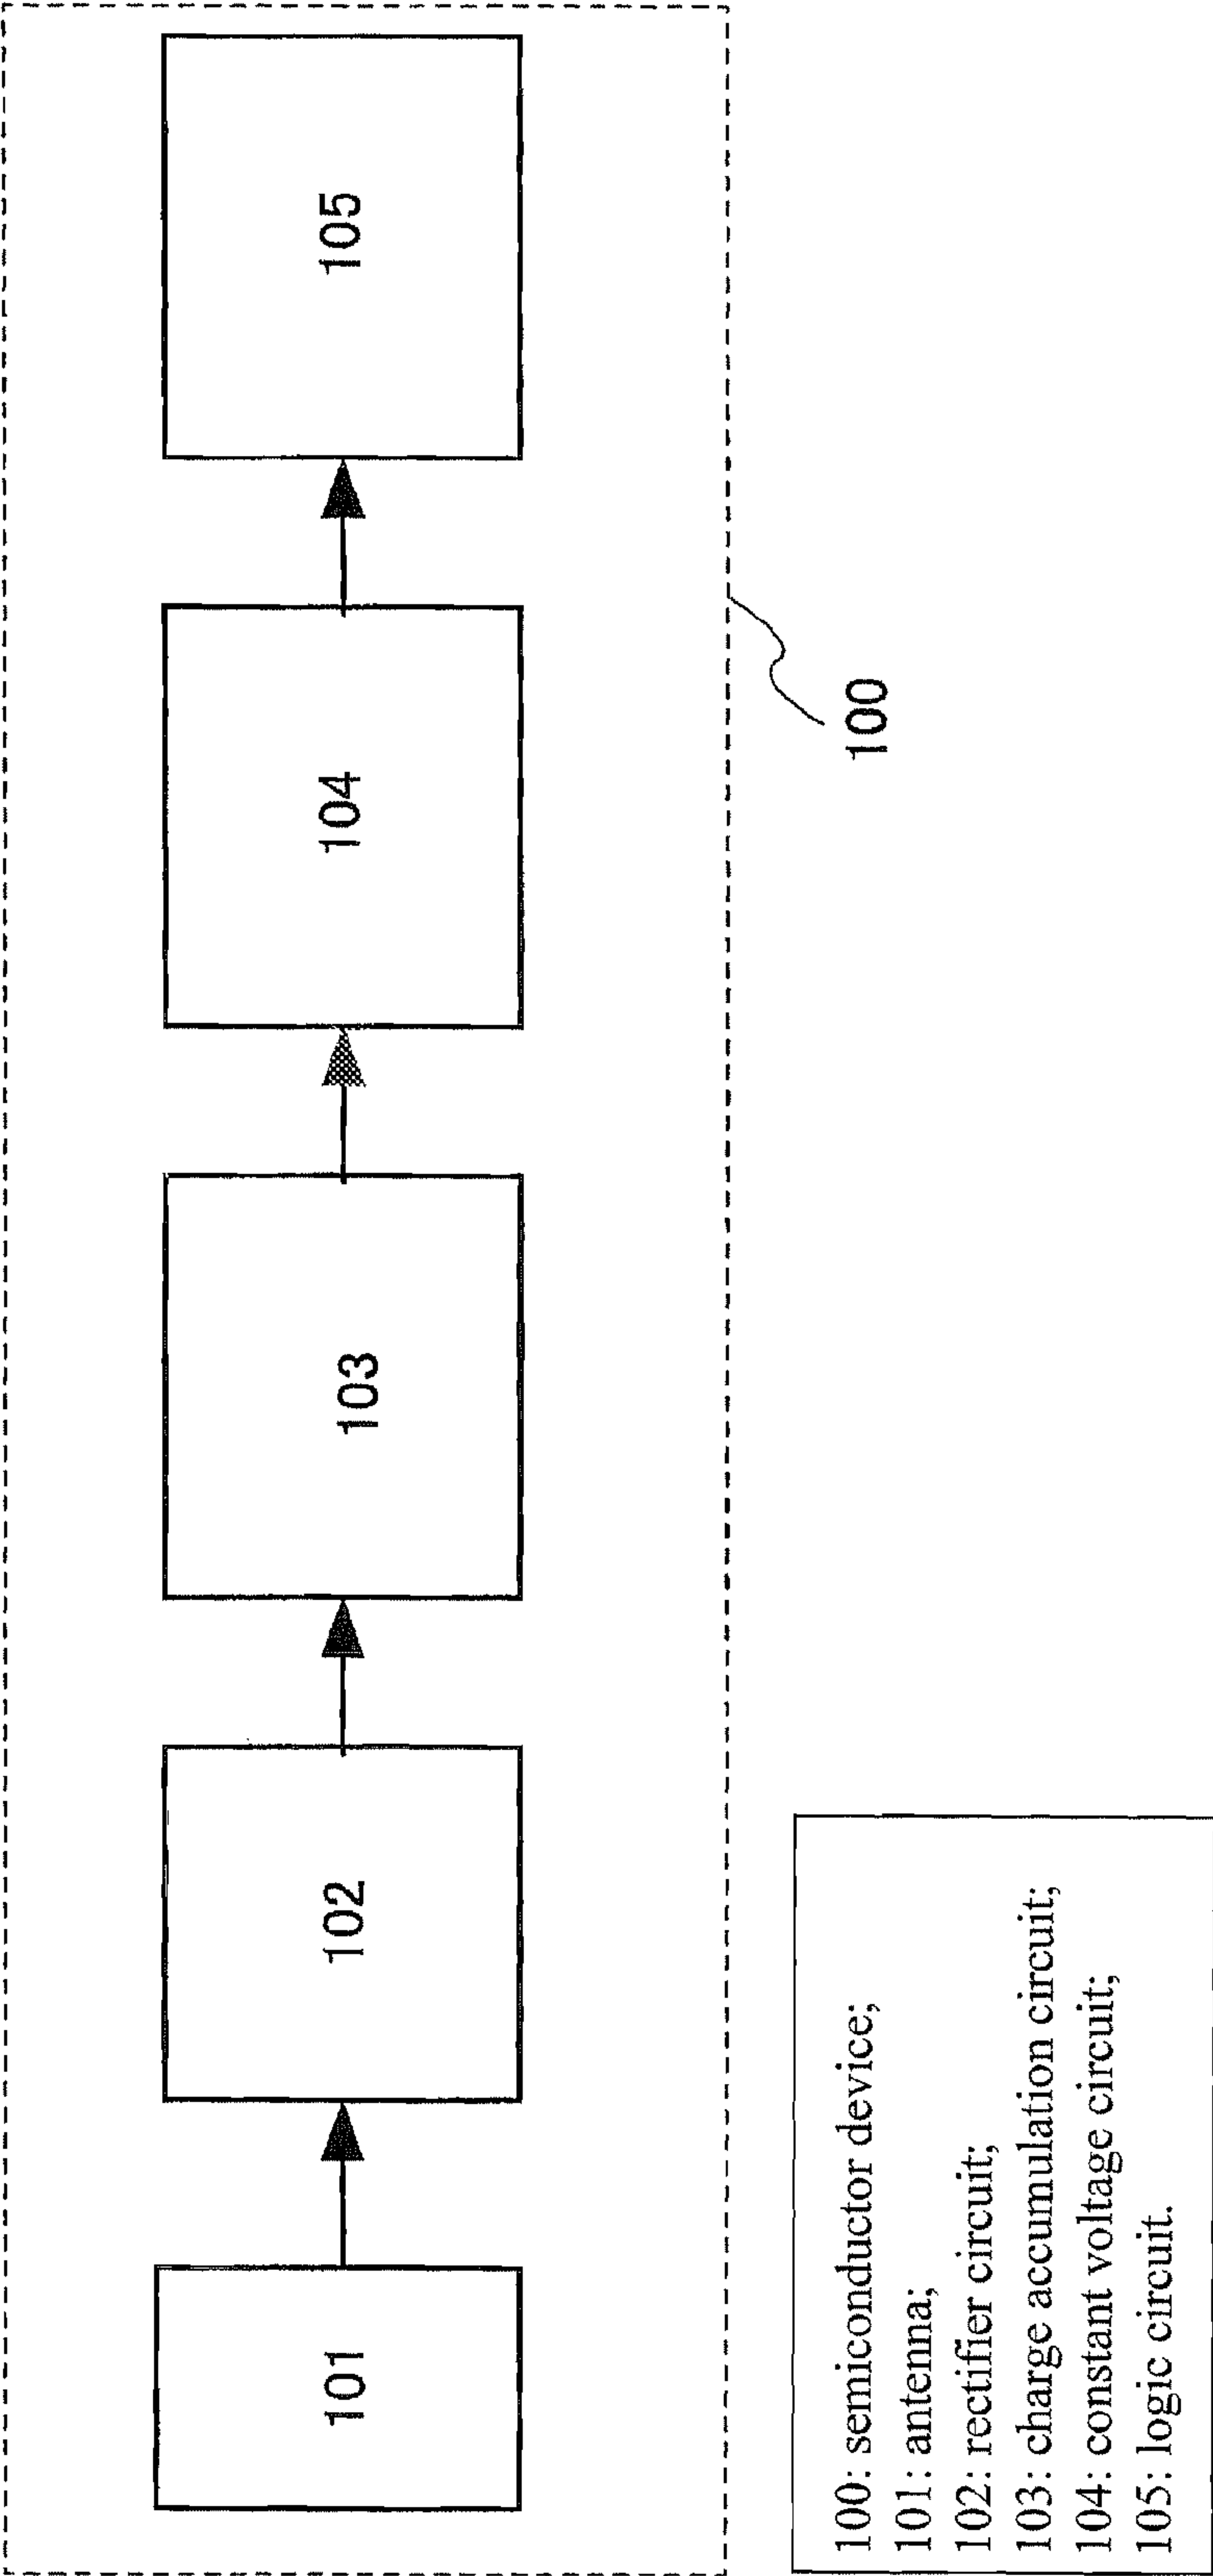 101
102
103
104
105
100
100: semiconductor device;
101: antenna;
102: rectifier circuit;
103: charge accumulation circuit;
104: constant voltage circuit;
105: logic circuit.